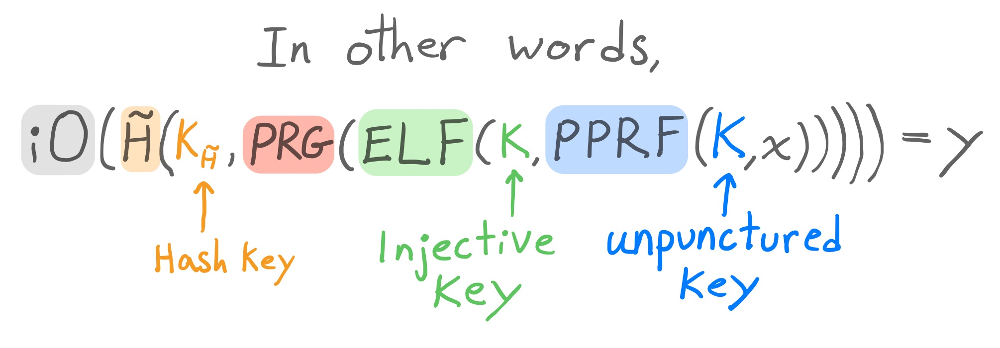 In other words,
iO(H̃(K_H̃, PRG(ELF(K, PPRF(K,x))))) = y
Hash Key
Injective
Key
unpunctured
Key